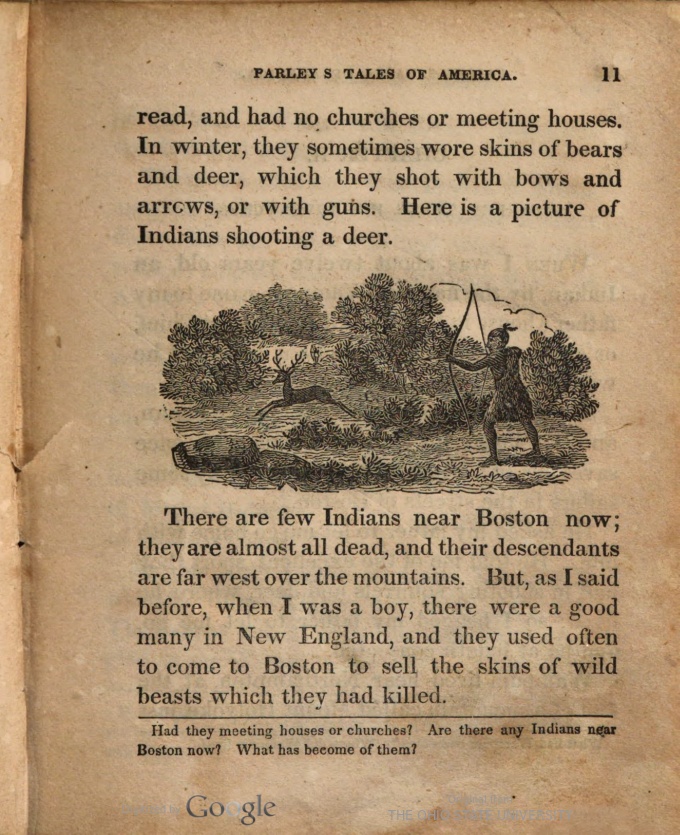 PARLEY S TALES OF AMERICA. 11
read, and had no churches or meeting houses.
In winter, they sometimes wore skins of bears
and deer, which they shot with bows and
arrcws, or with guns. Here is a picture of
Indians shooting a deer.
There are few Indians near Boston now;
they are almost all dead, and their descendants
are far west over the mountains. But, as I said
before, when I was a boy, there were a good
many in New England, and they used often
to come to Boston to sell the skins of wild
beasts which they had killed.
Had they meeting houses or churches? Are there any Indians near
Boston now? What has become of them?
Google